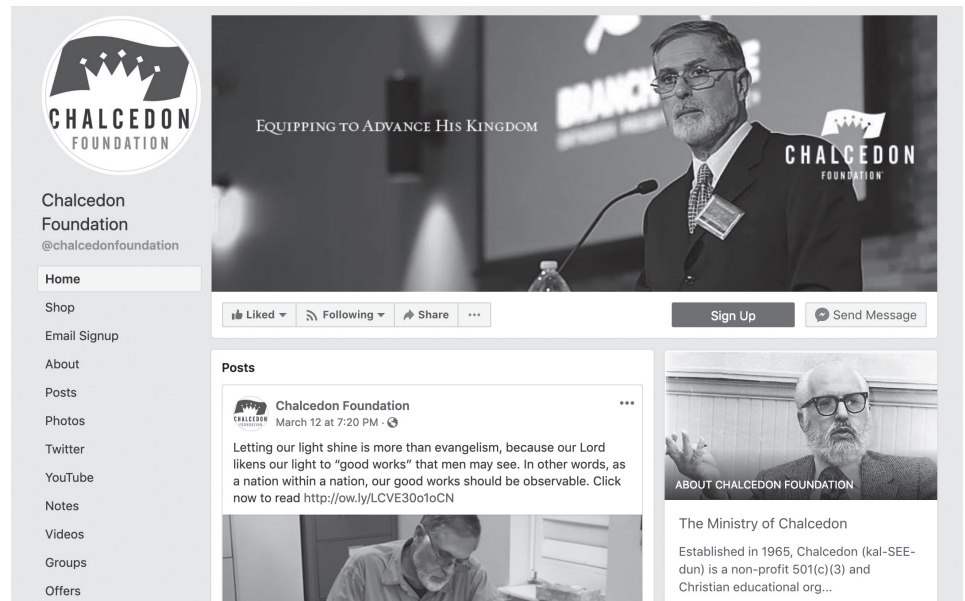 CHALCEDON
FOUNDATION
Chalcedon
Foundation
@chalcedonfoundation
Home
Shop
Email Signup
About
Posts
Photos
Twitter
YouTube
Notes
Videos
Groups
Offers
EQUIPPING TO ADVANCE HIS KINGDOM
CHALCEDON
FOUNDATION
Liked
Following
Share
Sign Up
Send Message
Posts
CHALCEDON
FOUNDATION
Chalcedon Foundation
March 12 at 7:20 PM ·
Letting our light shine is more than evangelism, because our Lord
likens our light to “good works” that men may see. In other words, as
a nation within a nation, our good works should be observable. Click
now to read http://ow.ly/LCVE30o1oCN
ABOUT CHALCEDON FOUNDATION
The Ministry of Chalcedon
Established in 1965, Chalcedon (kal-SEE-
dun) is a non-profit 501(c)(3) and
Christian educational org...